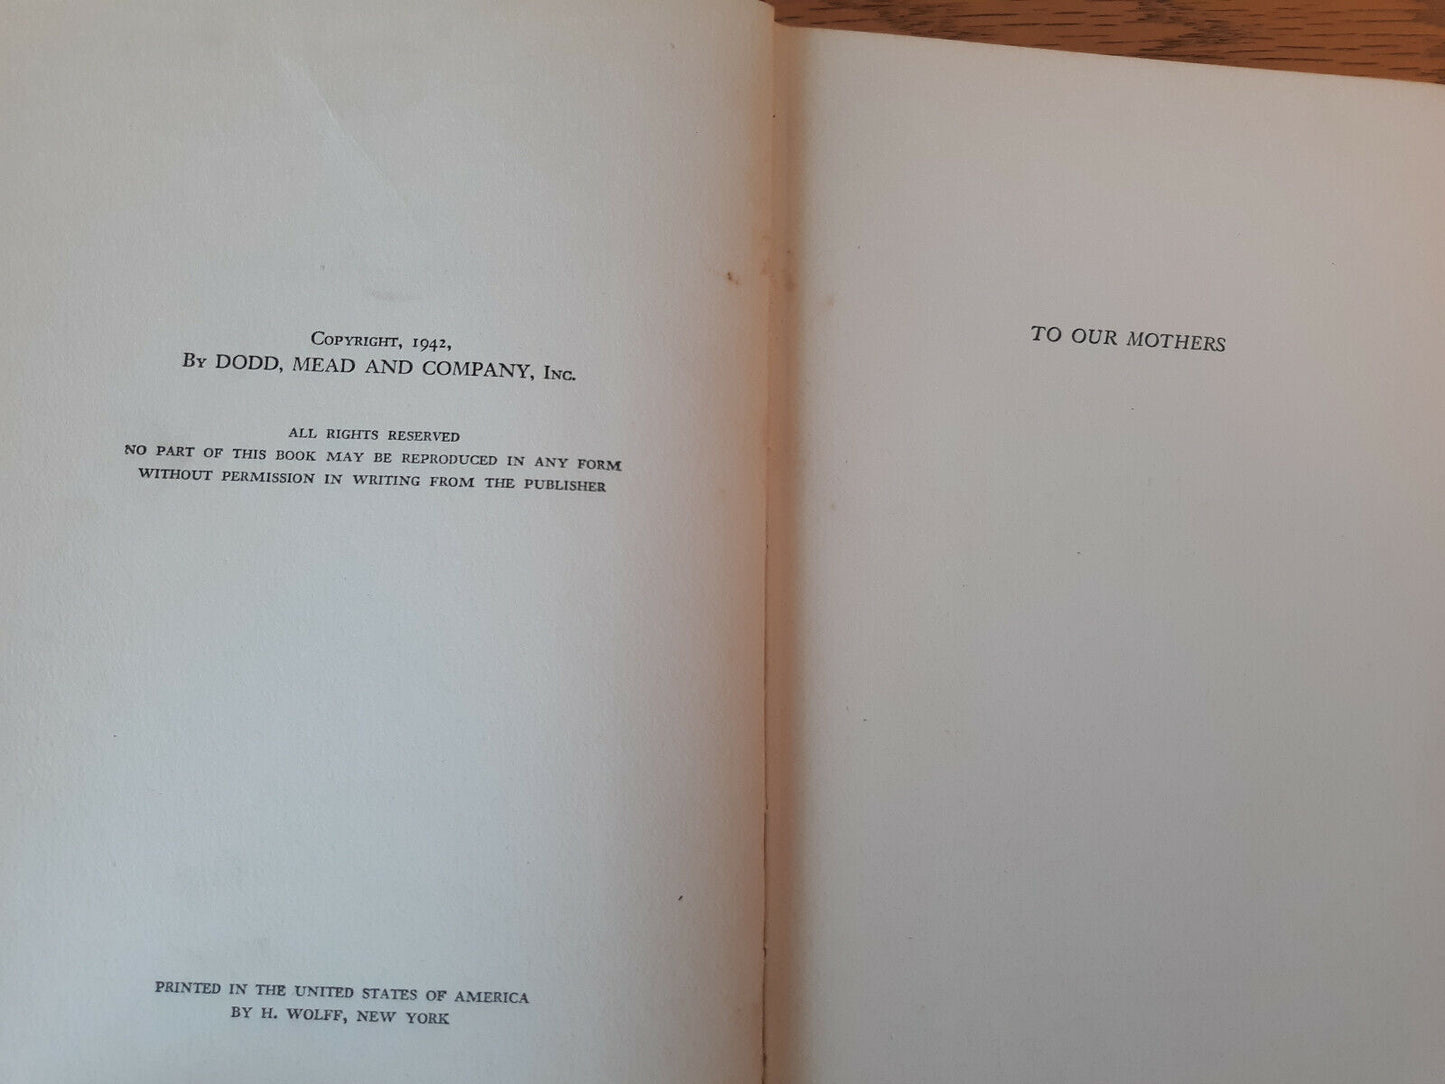 Copyright, 1942,
By DODD, MEAD AND COMPANY, Inc.
ALL RIGHTS RESERVED
NO PART OF THIS BOOK MAY BE REPRODUCED IN ANY FORM
WITHOUT PERMISSION IN WRITING FROM THE PUBLISHER
PRINTED IN THE UNITED STATES OF AMERICA
BY H. WOLFF, NEW YORK
TO OUR MOTHERS